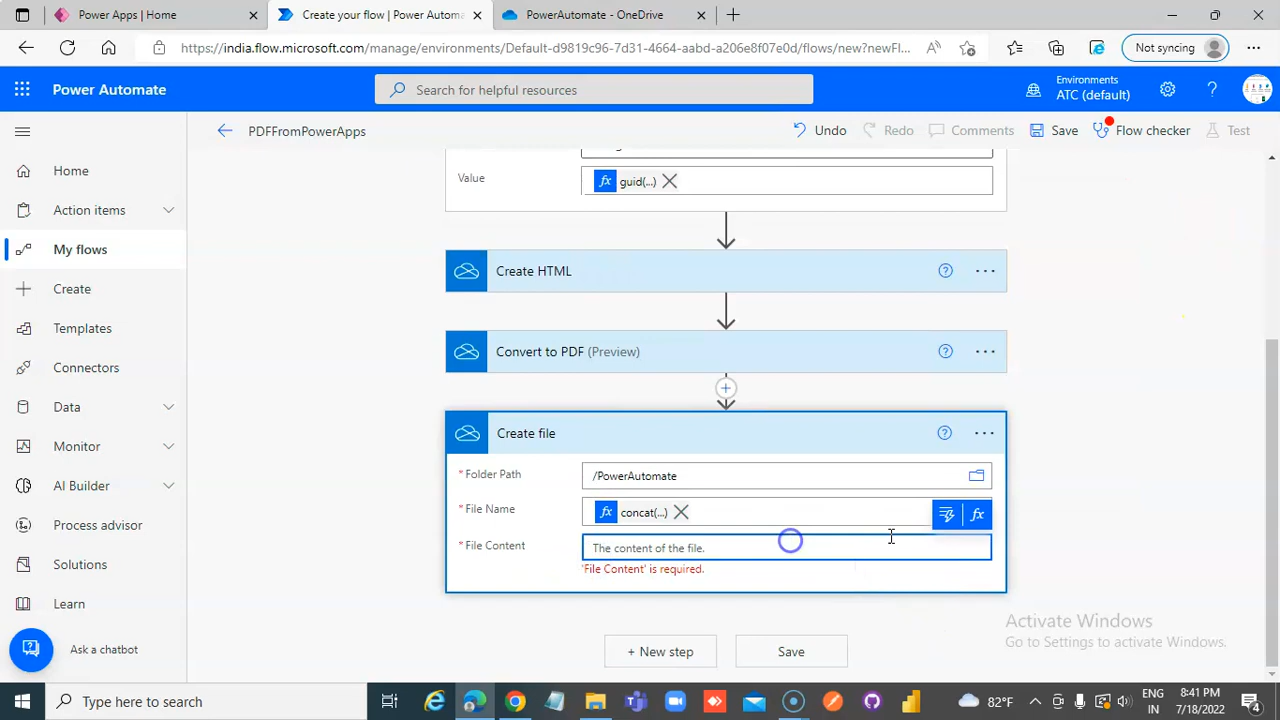 Power Apps | Home
Create your flow | Power Automa
PowerAutomate - OneDrive
https://india.flow.microsoft.com/manage/environments/Default-d9819c96-7d31-4664-aabd-a206e8f07e0d/flows/new?newFl...
Not syncing
Power Automate
Search for helpful resources
Environments
ATC (default)
PDFFromPowerApps
Undo
Redo
Comments
Save
Flow checker
Test
Home
Action items
My flows
Create
Templates
Connectors
Data
Monitor
AI Builder
Process advisor
Solutions
Learn
Ask a chatbot
Value
fx guid(...)
Create HTML
Convert to PDF (Preview)
Create file
* Folder Path
/PowerAutomate
* File Name
fx concat(...)
fx
* File Content
The content of the file.
'File Content' is required.
+ New step
Save
Activate Windows
Go to Settings to activate Windows.
Type here to search
82°F
ENG
IN
8:41 PM
7/18/2022
4